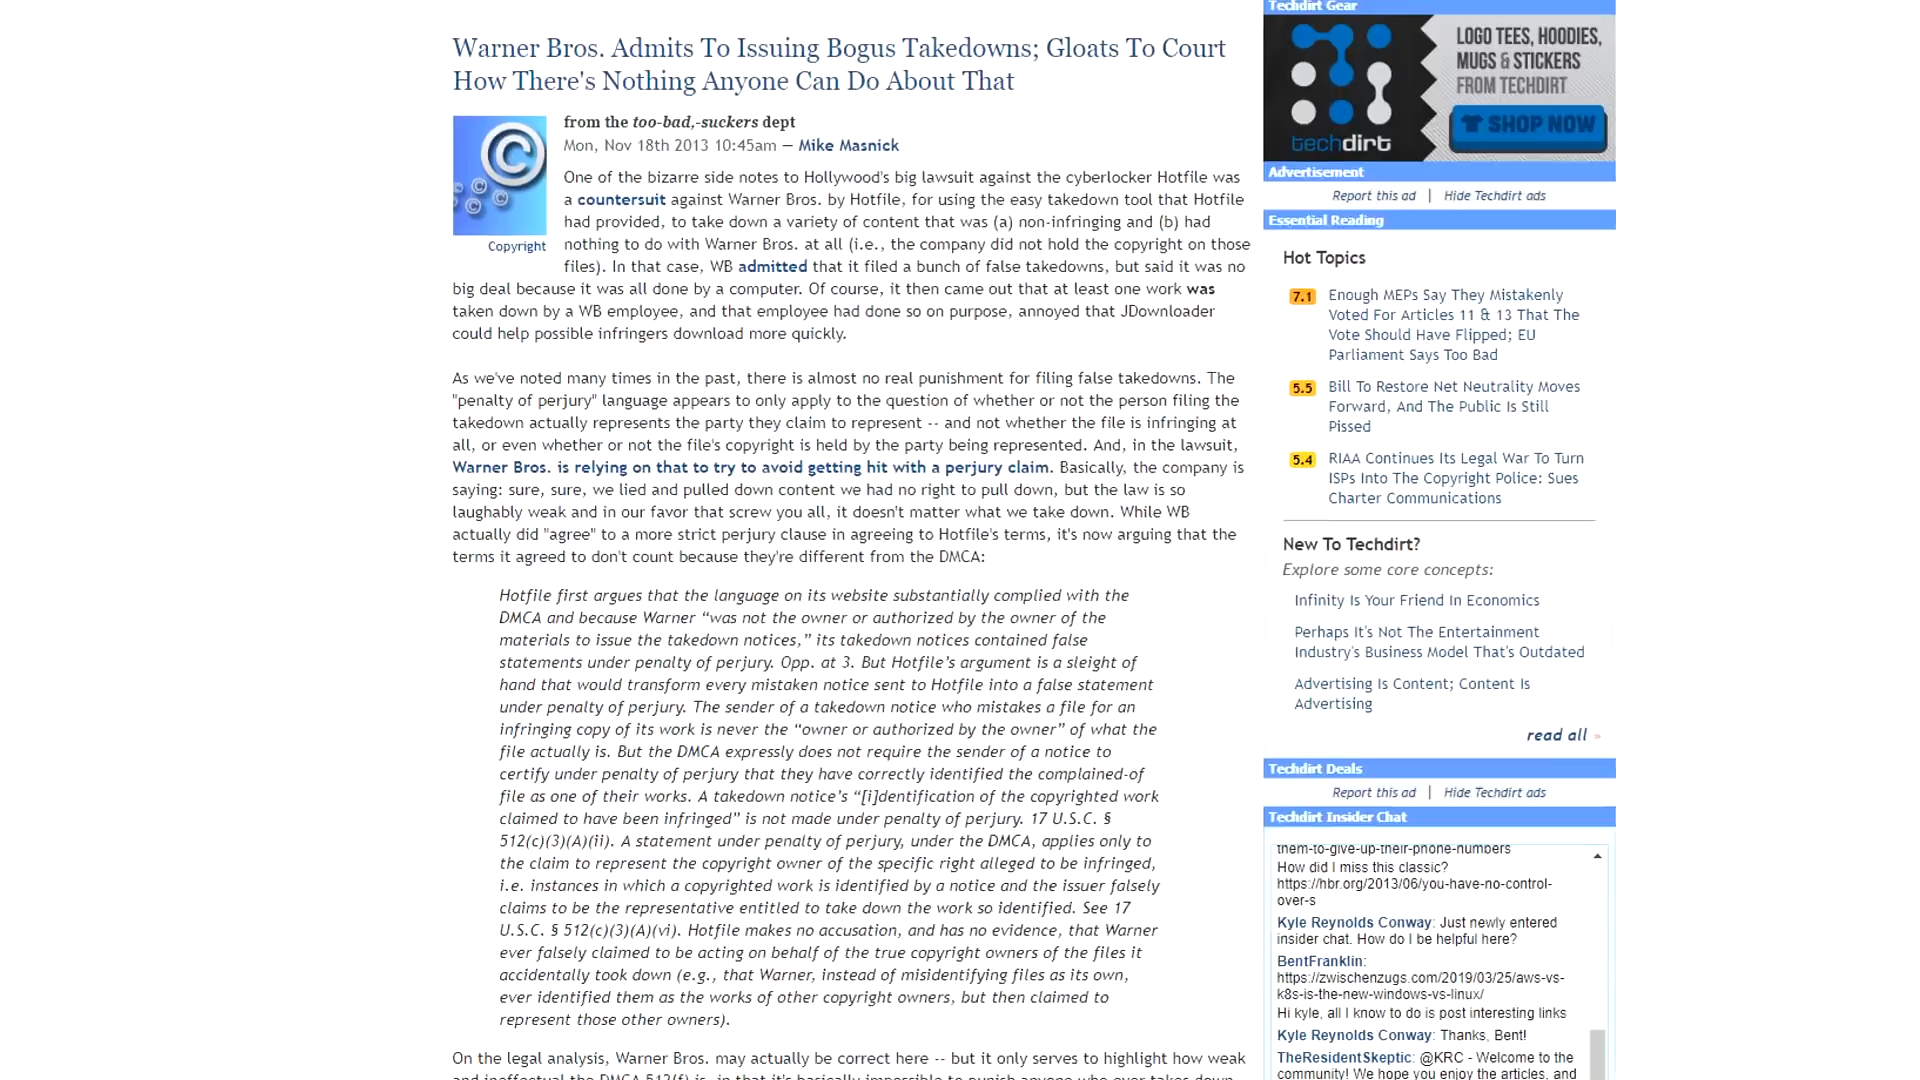 Warner Bros. Admits To Issuing Bogus Takedowns; Gloats To Court
How There's Nothing Anyone Can Do About That
from the too-bad,-suckers dept
Mon, Nov 18th 2013 10:45am — Mike Masnick
Copyright
One of the bizarre side notes to Hollywood's big lawsuit against the cyberlocker Hotfile was
a countersuit against Warner Bros. by Hotfile, for using the easy takedown tool that Hotfile
had provided, to take down a variety of content that was (a) non-infringing and (b) had
nothing to do with Warner Bros. at all (i.e., the company did not hold the copyright on those
files). In that case, WB admitted that it filed a bunch of false takedowns, but said it was no
big deal because it was all done by a computer. Of course, it then came out that at least one work was
taken down by a WB employee, and that employee had done so on purpose, annoyed that JDownloader
could help possible infringers download more quickly.
As we've noted many times in the past, there is almost no real punishment for filing false takedowns. The
"penalty of perjury" language appears to only apply to the question of whether or not the person filing the
takedown actually represents the party they claim to represent -- and not whether the file is infringing at
all, or even whether or not the file's copyright is held by the party being represented. And, in the lawsuit,
Warner Bros. is relying on that to try to avoid getting hit with a perjury claim. Basically, the company is
saying: sure, sure, we lied and pulled down content we had no right to pull down, but the law is so
laughably weak and in our favor that screw you all, it doesn't matter what we take down. While WB
actually did "agree" to a more strict perjury clause in agreeing to Hotfile's terms, it's now arguing that the
terms it agreed to don't count because they're different from the DMCA:
Hotfile first argues that the language on its website substantially complied with the
DMCA and because Warner “was not the owner or authorized by the owner of the
materials to issue the takedown notices,” its takedown notices contained false
statements under penalty of perjury. Opp. at 3. But Hotfile’s argument is a sleight of
hand that would transform every mistaken notice sent to Hotfile into a false statement
under penalty of perjury. The sender of a takedown notice who mistakes a file for an
infringing copy of its work is never the “owner or authorized by the owner” of what the
file actually is. But the DMCA expressly does not require the sender of a notice to
certify under penalty of perjury that they have correctly identified the complained-of
file as one of their works. A takedown notice’s “[i]dentification of the copyrighted work
claimed to have been infringed” is not made under penalty of perjury. 17 U.S.C. §
512(c)(3)(A)(ii). A statement under penalty of perjury, under the DMCA, applies only to
the claim to represent the copyright owner of the specific right alleged to be infringed,
i.e. instances in which a copyrighted work is identified by a notice and the issuer falsely
claims to be the representative entitled to take down the work so identified. See 17
U.S.C. § 512(c)(3)(A)(vi). Hotfile makes no accusation, and has no evidence, that Warner
ever falsely claimed to be acting on behalf of the true copyright owners of the files it
accidentally took down (e.g., that Warner, instead of misidentifying files as its own,
ever identified them as the works of other copyright owners, but then claimed to
represent those other owners).
On the legal analysis, Warner Bros. may actually be correct here -- but it only serves to highlight how weak
and ineffectual the DMCA 512(f) is, in that it's basically impossible to punish anyone who ever takes down
Techdirt Gear
LOGO TEES, HOODIES,
MUGS & STICKERS
FROM TECHDIRT
SHOP NOW
techdirt
Advertisement
Report this ad | Hide Techdirt ads
Essential Reading
Hot Topics
7.1 Enough MEPs Say They Mistakenly
Voted For Articles 11 & 13 That The
Vote Should Have Flipped; EU
Parliament Says Too Bad
5.5 Bill To Restore Net Neutrality Moves
Forward, And The Public Is Still
Pissed
5.4 RIAA Continues Its Legal War To Turn
ISPs Into The Copyright Police: Sues
Charter Communications
New To Techdirt?
Explore some core concepts:
Infinity Is Your Friend In Economics
Perhaps It's Not The Entertainment
Industry's Business Model That's Outdated
Advertising Is Content; Content Is
Advertising
read all »
Techdirt Deals
Report this ad | Hide Techdirt ads
Techdirt Insider Chat
them-to-give-up-their-phone-numbers
How did I miss this classic?
https://hbr.org/2013/06/you-have-no-control-
over-s
Kyle Reynolds Conway: Just newly entered
insider chat. How do I be helpful here?
BentFranklin:
https://zwischenzugs.com/2019/03/25/aws-vs-
k8s-is-the-new-windows-vs-linux/
Hi kyle, all I know to do is post interesting links
Kyle Reynolds Conway: Thanks, Bent!
TheResidentSkeptic: @KRC - Welcome to the
community! We hope you enjoy the articles, and